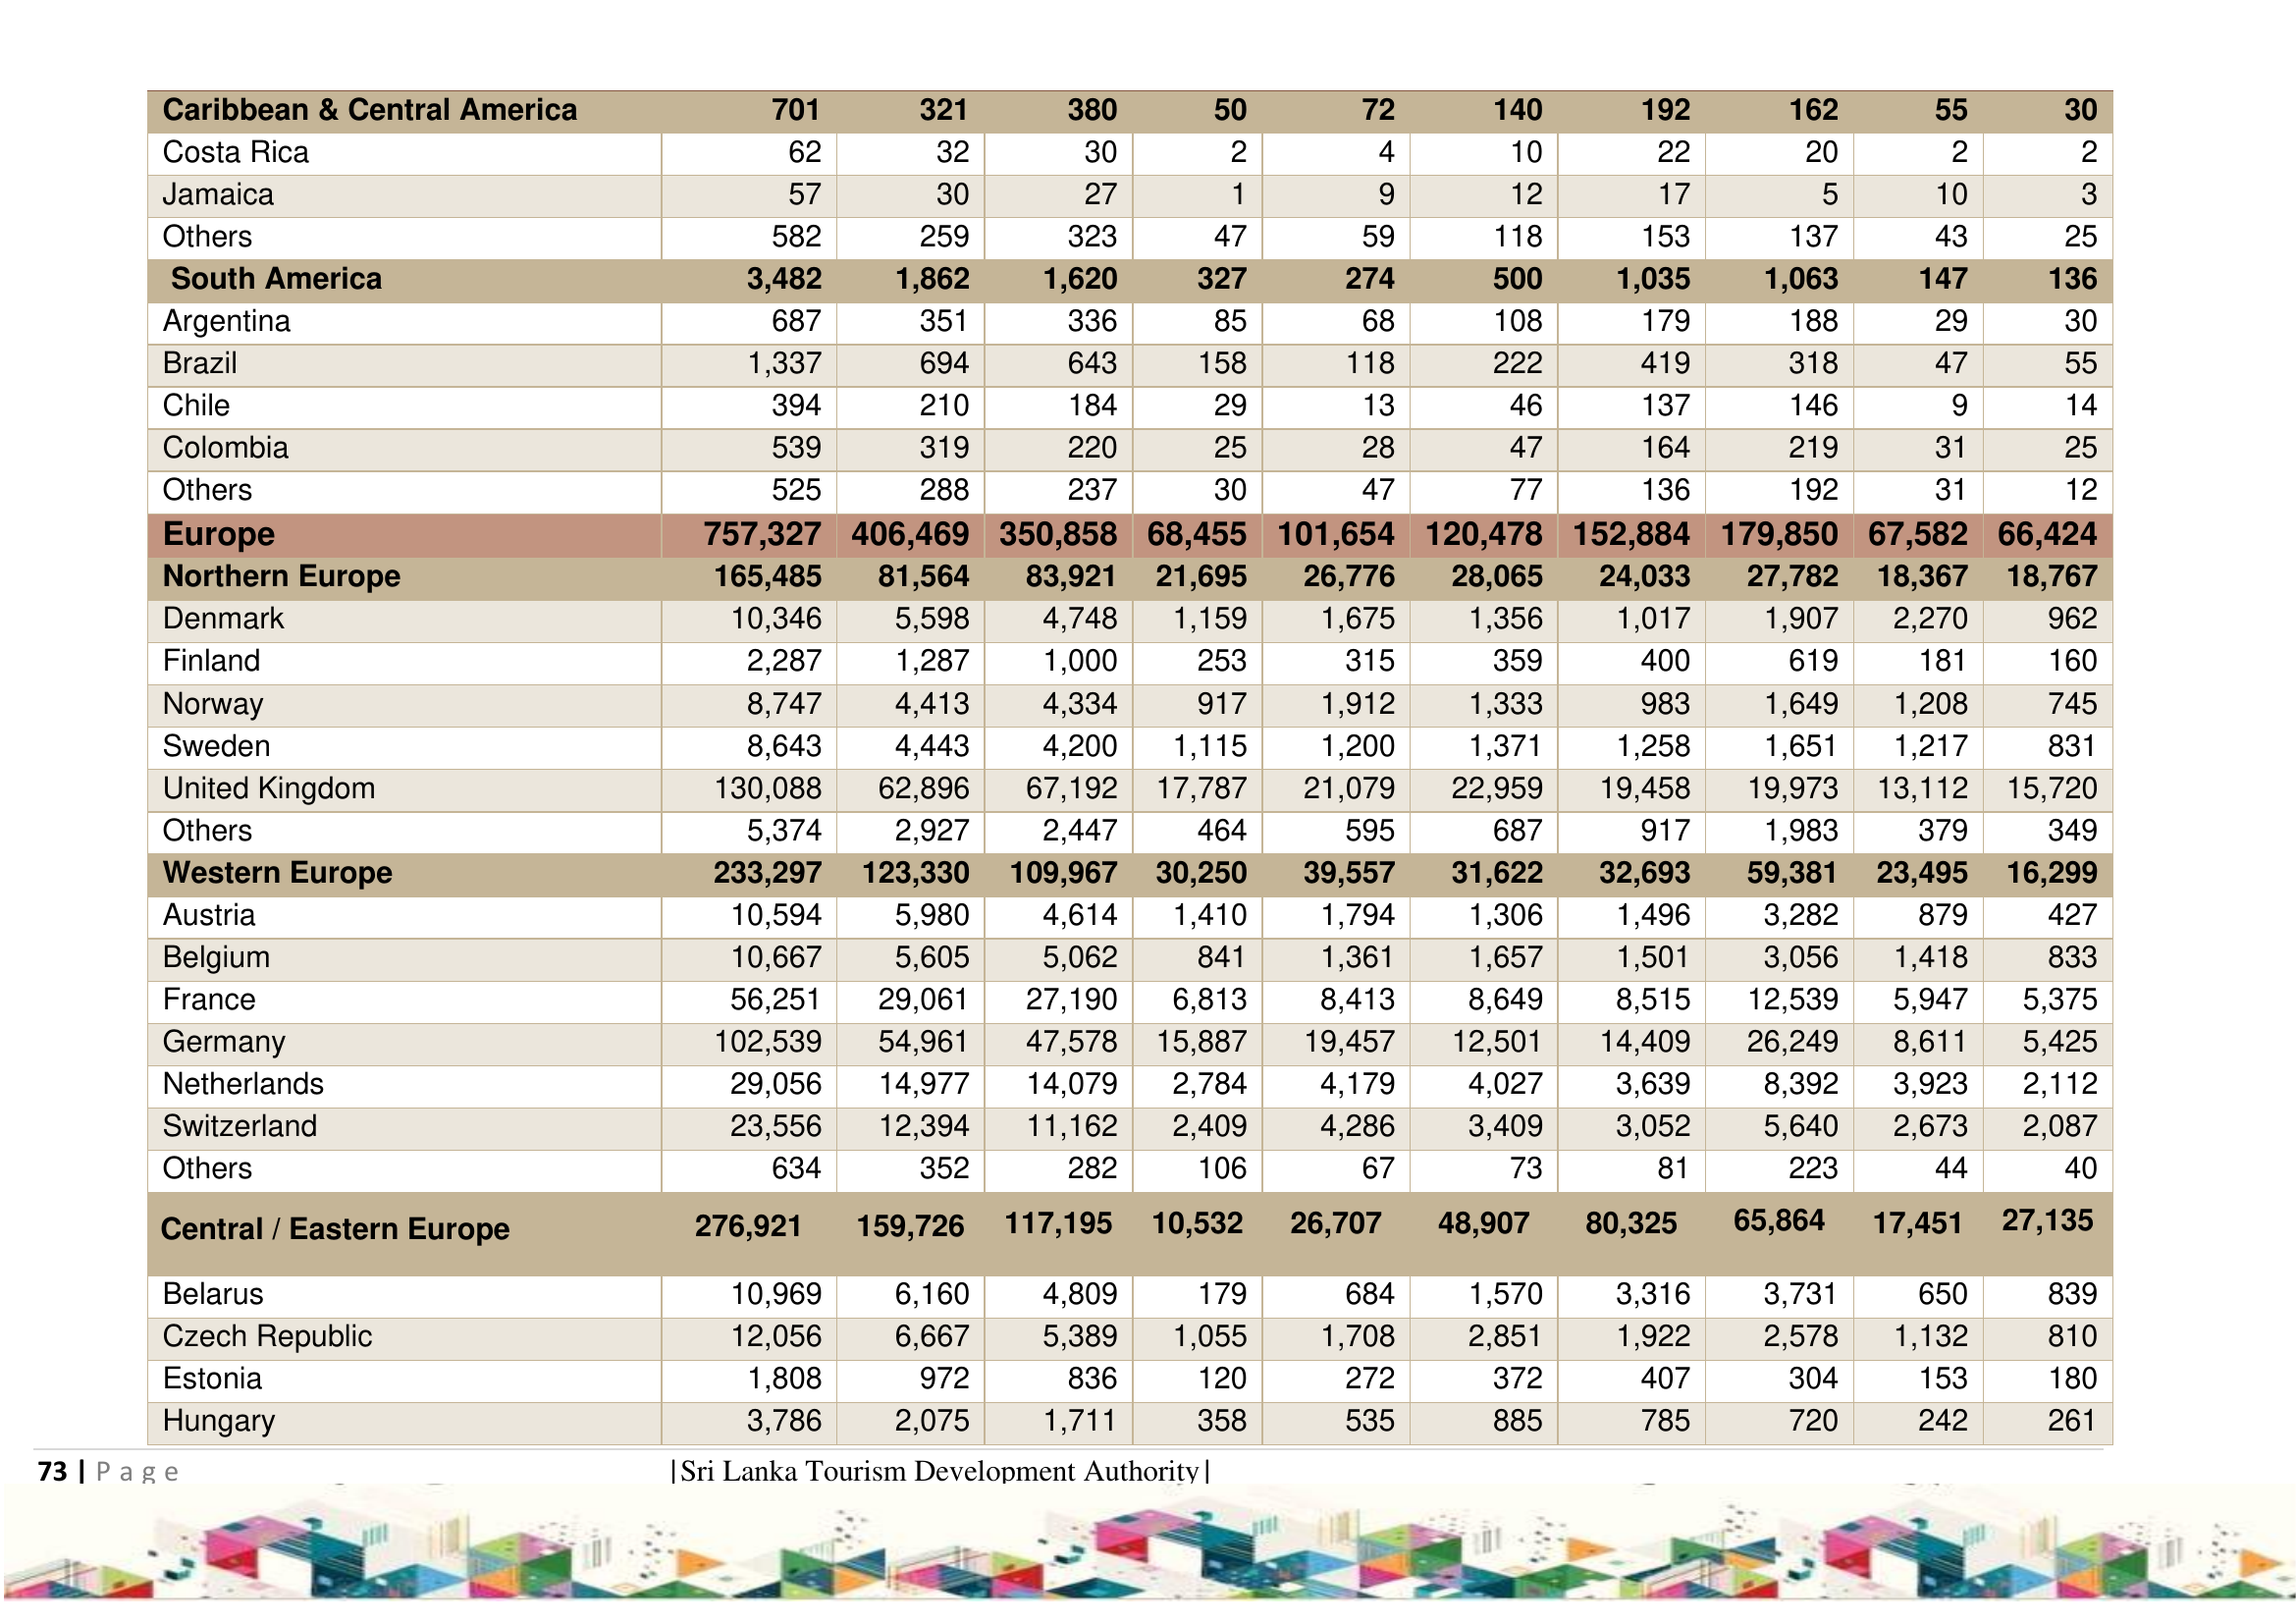 Caribbean & Central America 701 321 380 50 72 140 192 162 55 30
Costa Rica 62 32 30 2 4 10 22 20 2 2
Jamaica 57 30 27 1 9 12 17 5 10 3
Others 582 259 323 47 59 118 153 137 43 25
South America 3,482 1,862 1,620 327 274 500 1,035 1,063 147 136
Argentina 687 351 336 85 68 108 179 188 29 30
Brazil 1,337 694 643 158 118 222 419 318 47 55
Chile 394 210 184 29 13 46 137 146 9 14
Colombia 539 319 220 25 28 47 164 219 31 25
Others 525 288 237 30 47 77 136 192 31 12
Europe 757,327 406,469 350,858 68,455 101,654 120,478 152,884 179,850 67,582 66,424
Northern Europe 165,485 81,564 83,921 21,695 26,776 28,065 24,033 27,782 18,367 18,767
Denmark 10,346 5,598 4,748 1,159 1,675 1,356 1,017 1,907 2,270 962
Finland 2,287 1,287 1,000 253 315 359 400 619 181 160
Norway 8,747 4,413 4,334 917 1,912 1,333 983 1,649 1,208 745
Sweden 8,643 4,443 4,200 1,115 1,200 1,371 1,258 1,651 1,217 831
United Kingdom 130,088 62,896 67,192 17,787 21,079 22,959 19,458 19,973 13,112 15,720
Others 5,374 2,927 2,447 464 595 687 917 1,983 379 349
Western Europe 233,297 123,330 109,967 30,250 39,557 31,622 32,693 59,381 23,495 16,299
Austria 10,594 5,980 4,614 1,410 1,794 1,306 1,496 3,282 879 427
Belgium 10,667 5,605 5,062 841 1,361 1,657 1,501 3,056 1,418 833
France 56,251 29,061 27,190 6,813 8,413 8,649 8,515 12,539 5,947 5,375
Germany 102,539 54,961 47,578 15,887 19,457 12,501 14,409 26,249 8,611 5,425
Netherlands 29,056 14,977 14,079 2,784 4,179 4,027 3,639 8,392 3,923 2,112
Switzerland 23,556 12,394 11,162 2,409 4,286 3,409 3,052 5,640 2,673 2,087
Others 634 352 282 106 67 73 81 223 44 40
Central / Eastern Europe 276,921 159,726 117,195 10,532 26,707 48,907 80,325 65,864 17,451 27,135
Belarus 10,969 6,160 4,809 179 684 1,570 3,316 3,731 650 839
Czech Republic 12,056 6,667 5,389 1,055 1,708 2,851 1,922 2,578 1,132 810
Estonia 1,808 972 836 120 272 372 407 304 153 180
Hungary 3,786 2,075 1,711 358 535 885 785 720 242 261
73 | Page |Sri Lanka Tourism Development Authority|